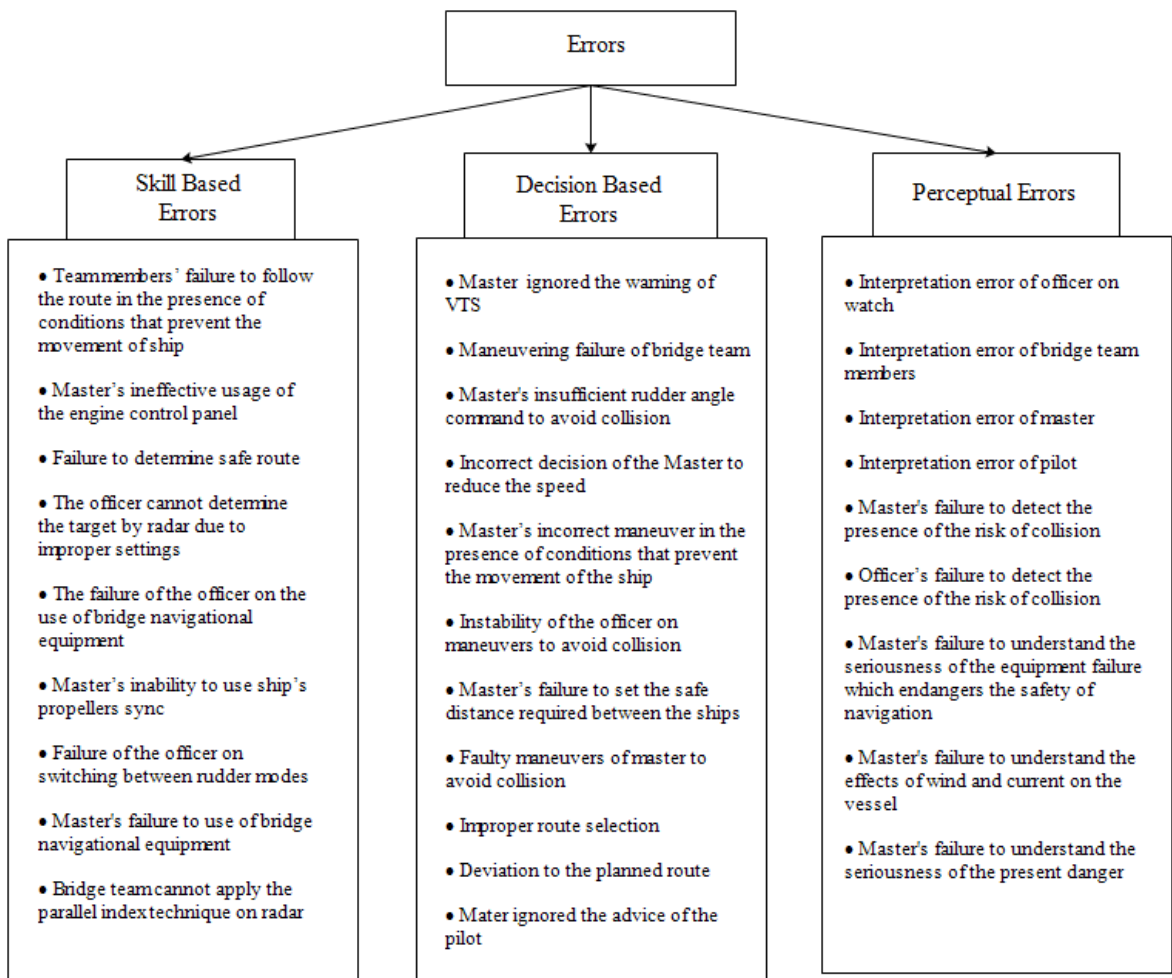 Errors
Skill Based
Errors
● Team members' failure to follow
the route in the presence of
conditions that prevent the
movement of ship
● Master's ineffective usage of
the engine control panel
● Failure to determine safe route
● The officer cannot determine
the target by radar due to
improper settings
● The failure of the officer on the
use of bridge navigational
equipment
● Master's inability to use ship's
propellers sync
● Failure of the officer on
switching between rudder modes
● Master's failure to use of bridge
navigational equipment
● Bridge team cannot apply the
parallel index technique on radar
Decision Based
Errors
● Master ignored the warning of
VTS
● Maneuvering failure of bridge team
● Master's insufficient rudder angle
command to avoid collision
● Incorrect decision of the Master to
reduce the speed
● Master's incorrect maneuver in the
presence of conditions that prevent
the movement of the ship
● Instability of the officer on
maneuvers to avoid collision
● Master's failure to set the safe
distance required between the ships
● Faulty maneuvers of master to
avoid collision
● Improper route selection
● Deviation to the planned route
● Mater ignored the advice of the
pilot
Perceptual Errors
● Interpretation error of officer on
watch
● Interpretation error of bridge team
members
● Interpretation error of master
● Interpretation error of pilot
● Master's failure to detect the
presence of the risk of collision
● Officer's failure to detect the
presence of the risk of collision
● Master's failure to understand the
seriousness of the equipment failure
which endangers the safety of
navigation
● Master's failure to understand the
effects of wind and current on the
vessel
● Master's failure to understand the
seriousness of the present danger